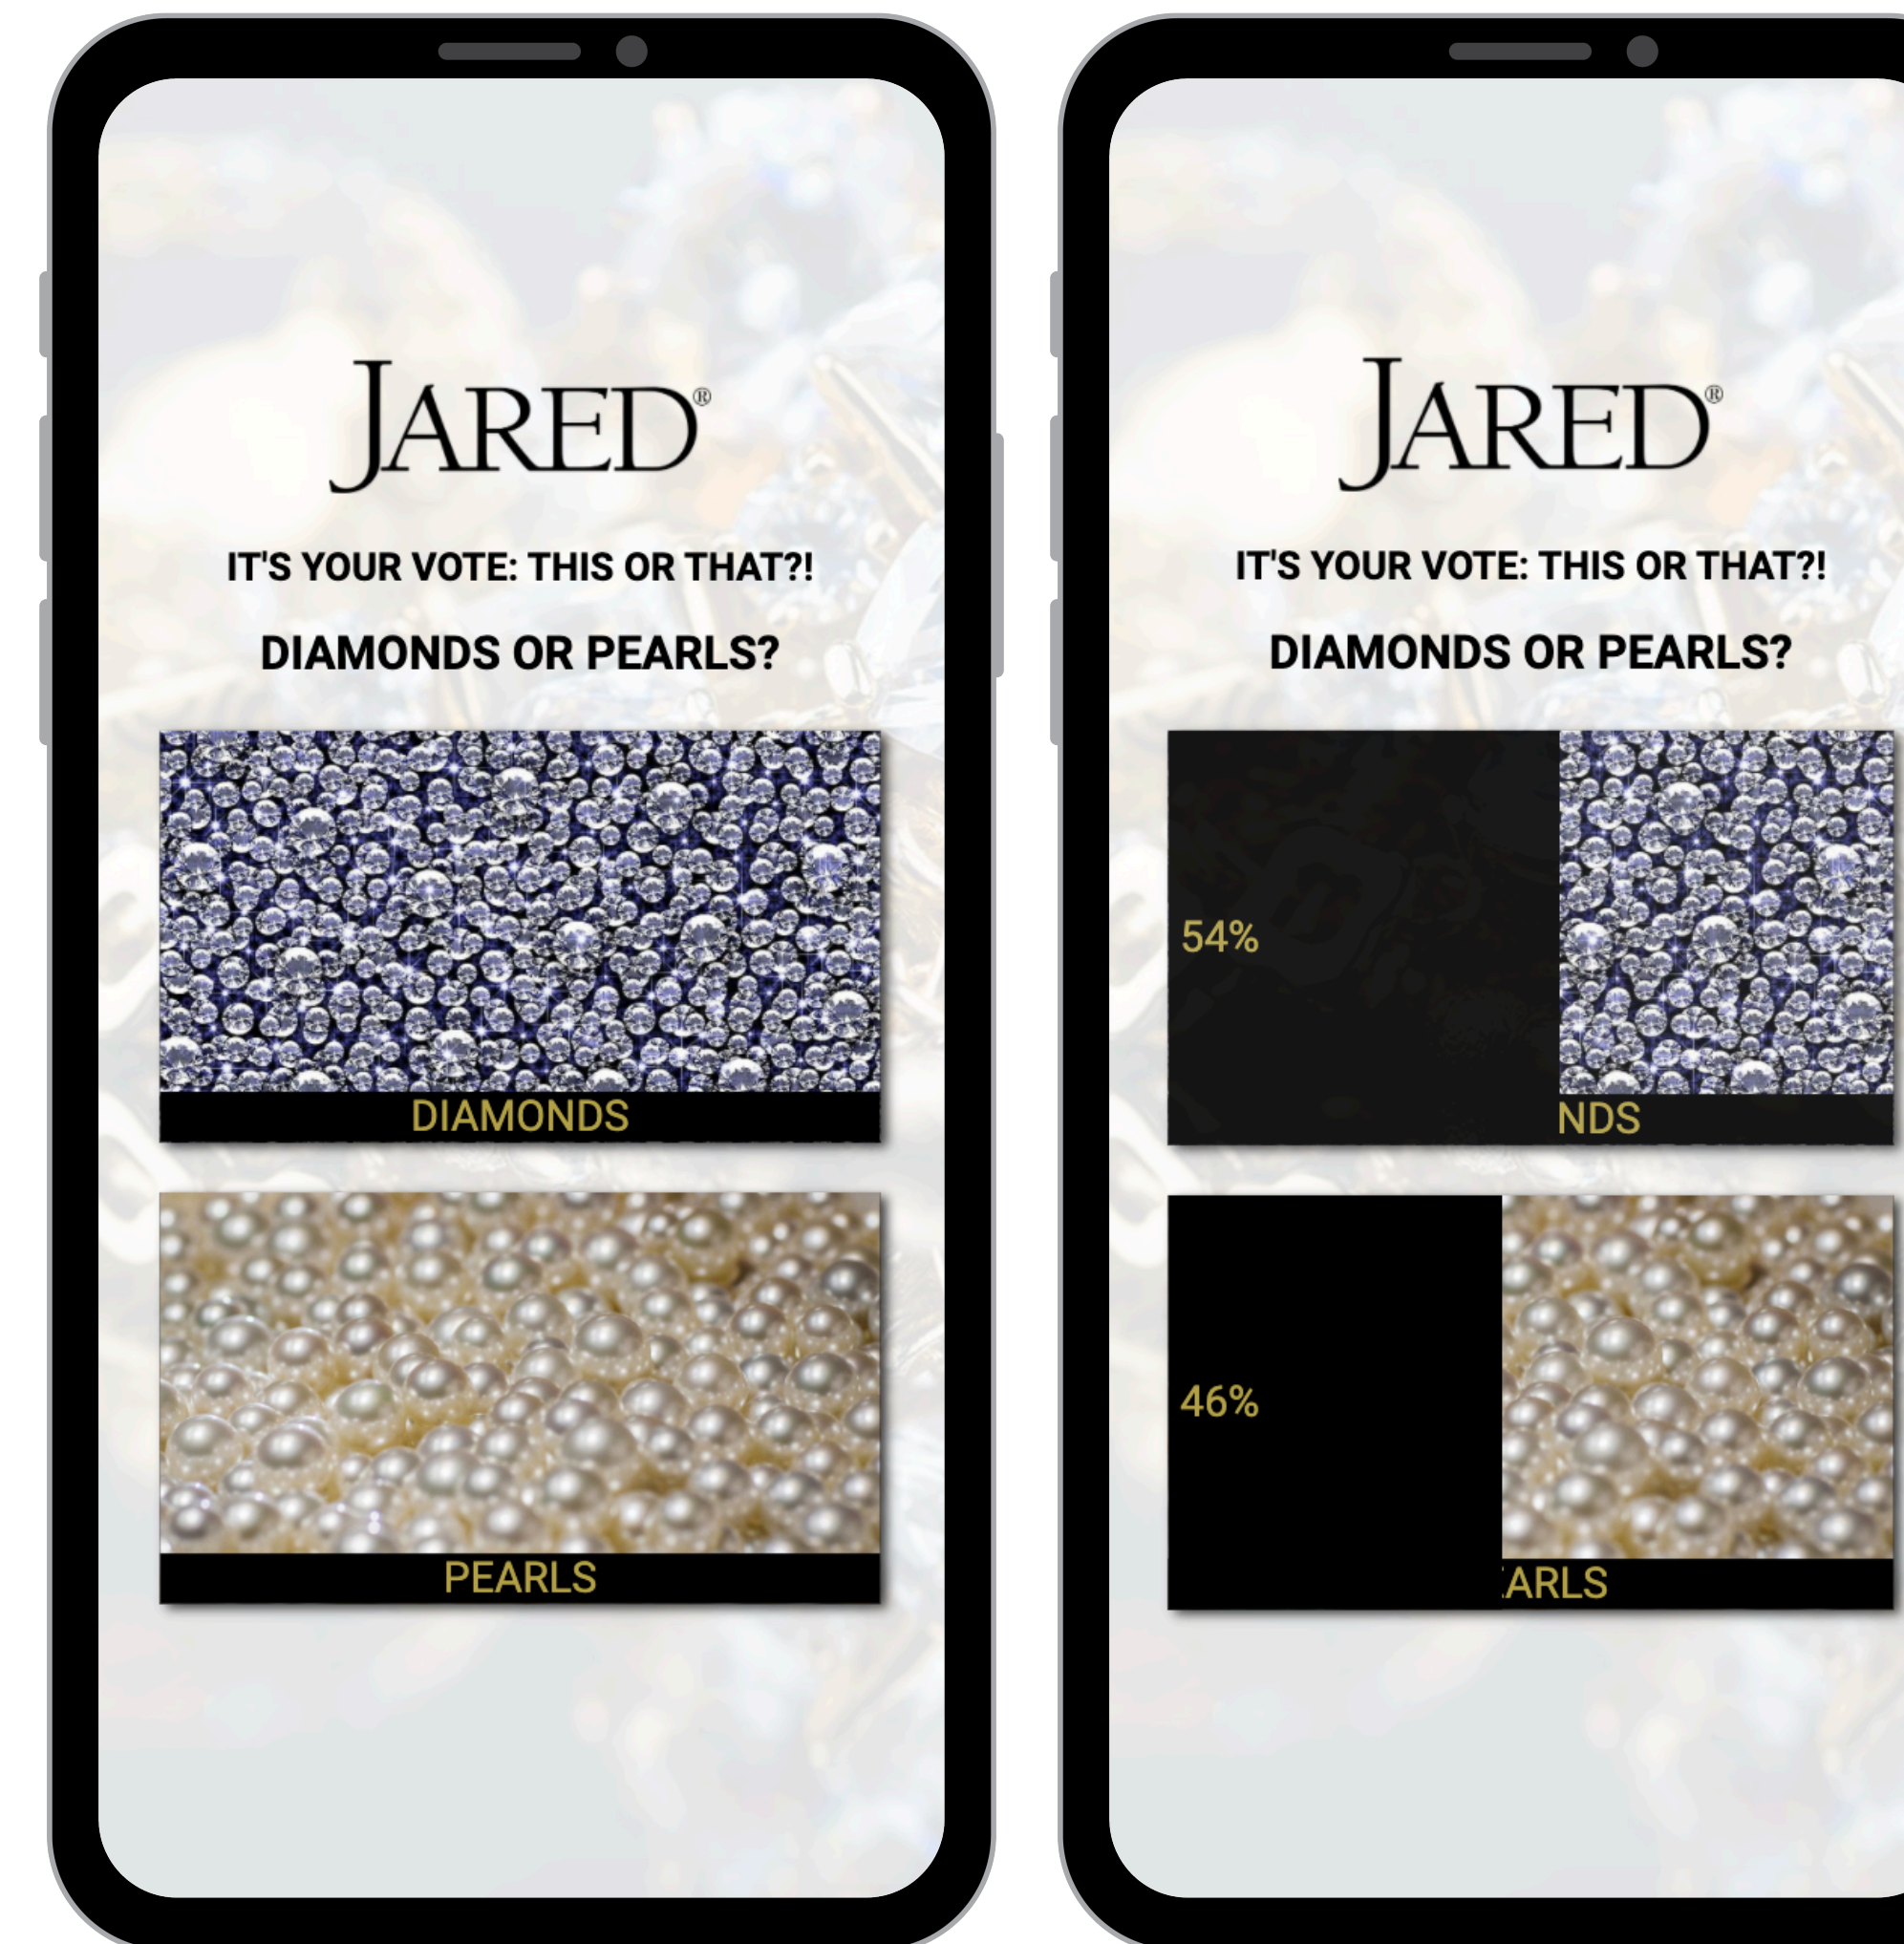 JARED®
IT'S YOUR VOTE: THIS OR THAT?!
DIAMONDS OR PEARLS?
DIAMONDS
PEARLS
JARED®
IT'S YOUR VOTE: THIS OR THAT?!
DIAMONDS OR PEARLS?
54%
NDS
46%
EARLS